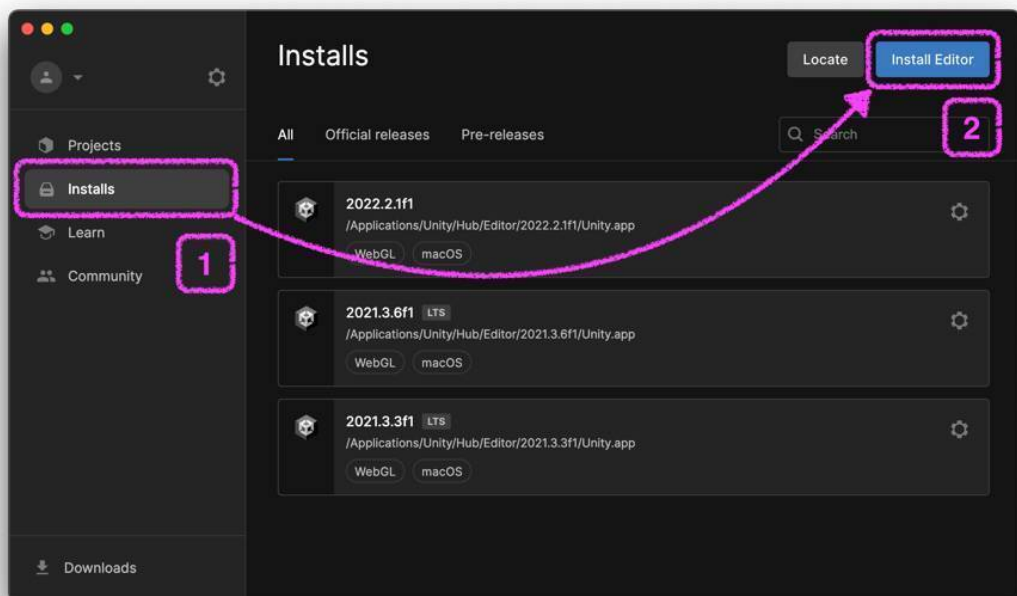 Installs
Locate
Install Editor
2
All
Official releases
Pre-releases
Search
Projects
Installs
Learn
1
Community
2022.2.1f1
/Applications/Unity/Hub/Editor/2022.2.1f1/Unity.app
WebGL
macOS
2021.3.6f1 LTS
/Applications/Unity/Hub/Editor/2021.3.6f1/Unity.app
WebGL
macOS
2021.3.3f1 LTS
/Applications/Unity/Hub/Editor/2021.3.3f1/Unity.app
WebGL
macOS
Downloads